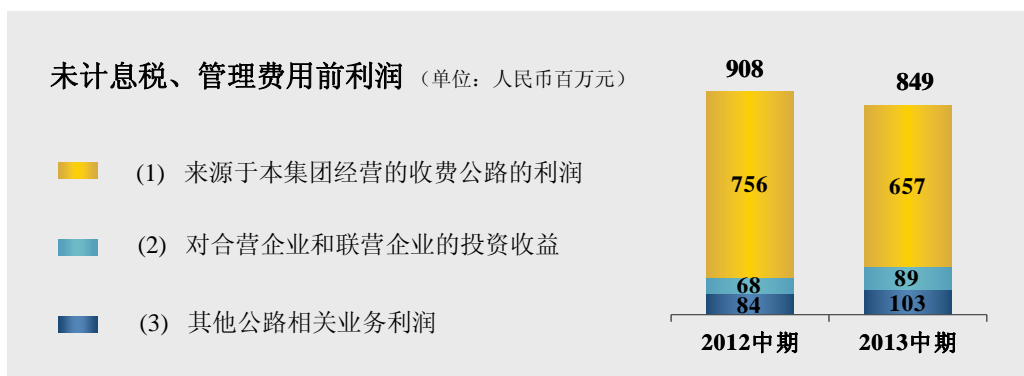 未计息税、管理费用前利润（单位：人民币百万元）
(1) 来源于本集团经营的收费公路的利润
(2) 对合营企业和联营企业的投资收益
(3) 其他公路相关业务利润
908
849
756
657
68
89
84
103
2012中期
2013中期